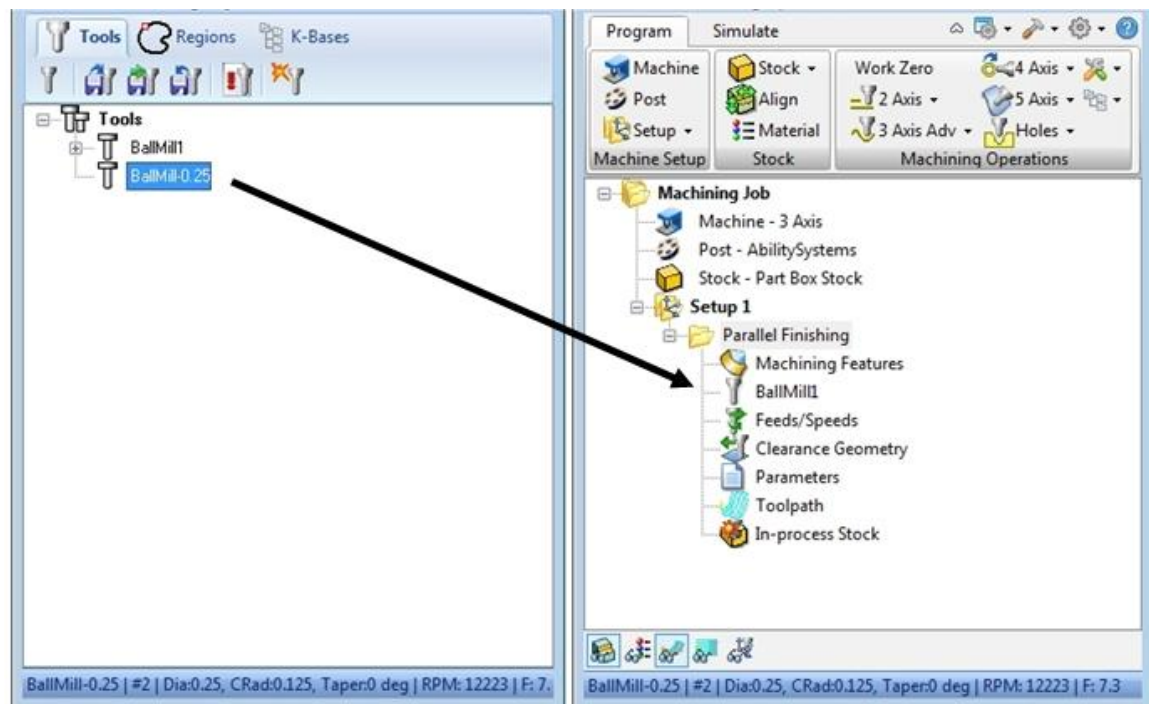 Tools Regions K-Bases
Tools
BallMill1
BallMill-0.25
BallMill-0.25 | #2 | Dia:0.25, CRad:0.125, Taper:0 deg | RPM: 12223 | F: 7.
Program Simulate
Machine Stock Work Zero 4 Axis
Post Align 2 Axis 5 Axis
Setup Material 3 Axis Adv Holes
Machine Setup Stock Machining Operations
Machining Job
Machine - 3 Axis
Post - AbilitySystems
Stock - Part Box Stock
Setup 1
Parallel Finishing
Machining Features
BallMill1
Feeds/Speeds
Clearance Geometry
Parameters
Toolpath
In-process Stock
BallMill-0.25 | #2 | Dia:0.25, CRad:0.125, Taper:0 deg | RPM: 12223 | F: 7.3